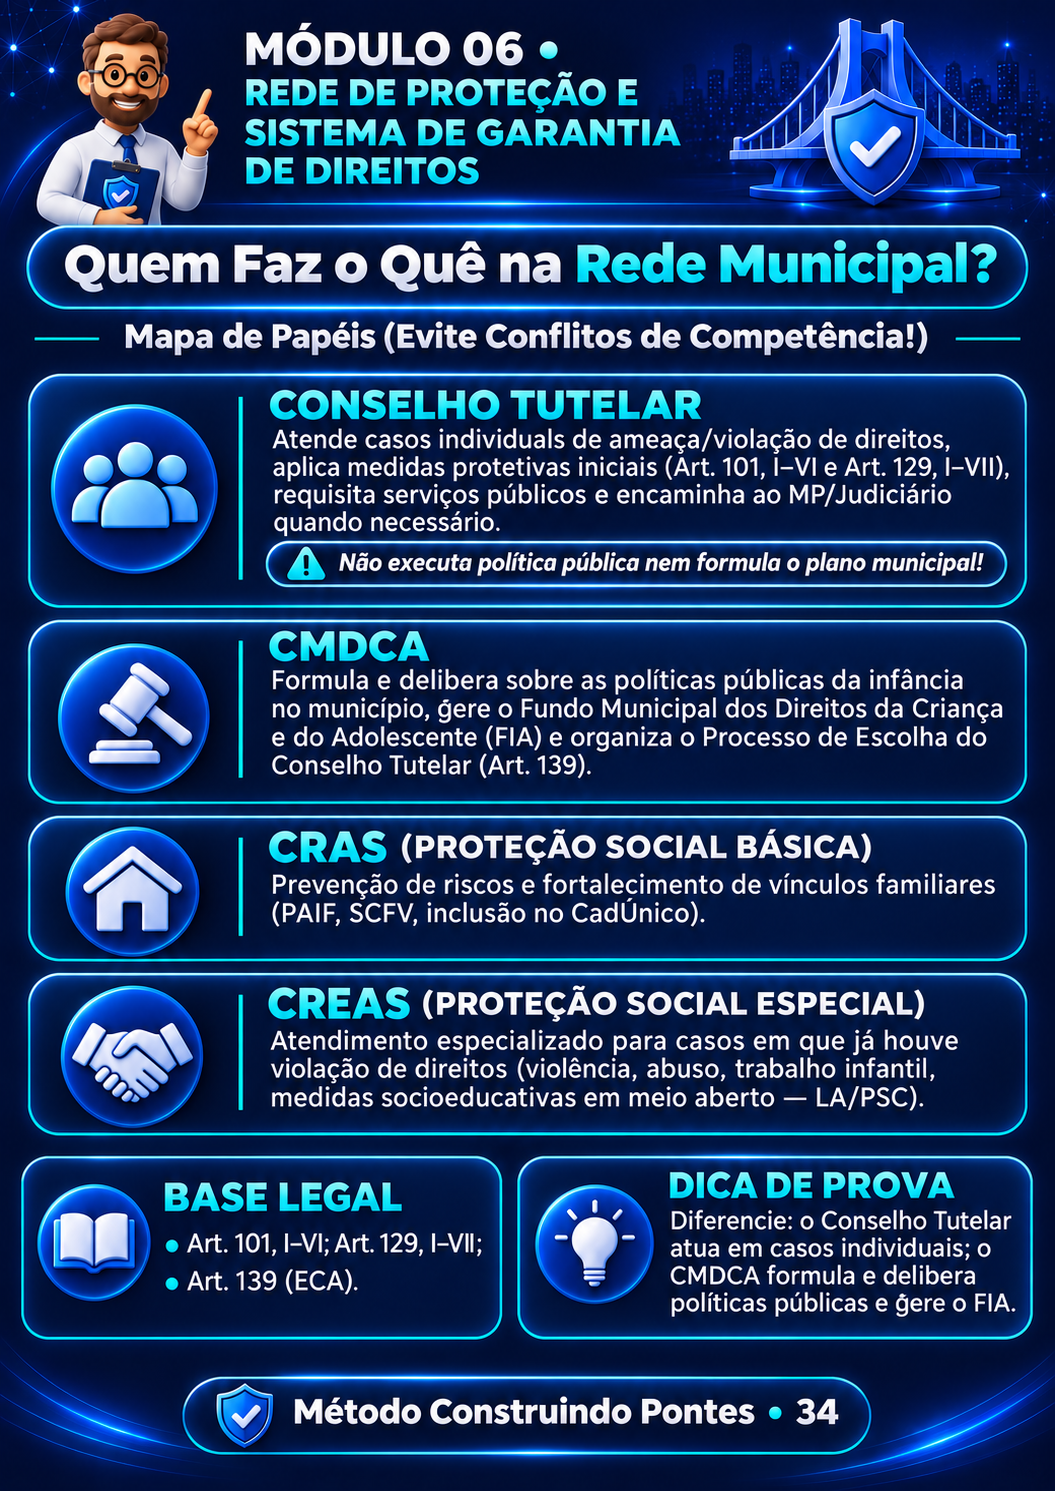 MÓDULO 06 •
REDE DE PROTEÇÃO E
SISTEMA DE GARANTIA
DE DIREITOS
Quem Faz o Quê na Rede Municipal?
Mapa de Papéis (Evite Conflitos de Competência!)
CONSELHO TUTELAR
Atende casos individuals de ameaça/violação de direitos,
aplica medidas protetivas iniciais (Art. 101, I–VI e Art. 129, I–VII),
requisita serviços públicos e encaminha ao MP/Judiciário
quando necessário.
Não executa política pública nem formula o plano municipal!
CMDCA
Formula e delibera sobre as políticas públicas da infância
no município, ġere o Fundo Municipal dos Direitos da Criança
e do Adolescente (FIA) e organiza o Processo de Escolha do
Conselho Tutelar (Art. 139).
CRAS (PROTEÇÃO SOCIAL BÁSICA)
Prevenção de riscos e fortalecimento de vínculos familiares
(PAIF, SCFV, inclusão no CadÚnico).
CREAS (PROTEÇÃO SOCIAL ESPECIAL)
Atendimento especializado para casos em que já houve
violação de direitos (violência, abuso, trabalho infantil,
medidas socioeducativas em meio aberto — LA/PSC).
BASE LEGAL
• Art. 101, I–VI; Art. 129, I–VII;
• Art. 139 (ECA).
DICA DE PROVA
Diferencie: o Conselho Tutelar
atua em casos individuais; o
CMDCA formula e delibera
políticas públicas e ġere o FIA.
Método Construindo Pontes • 34